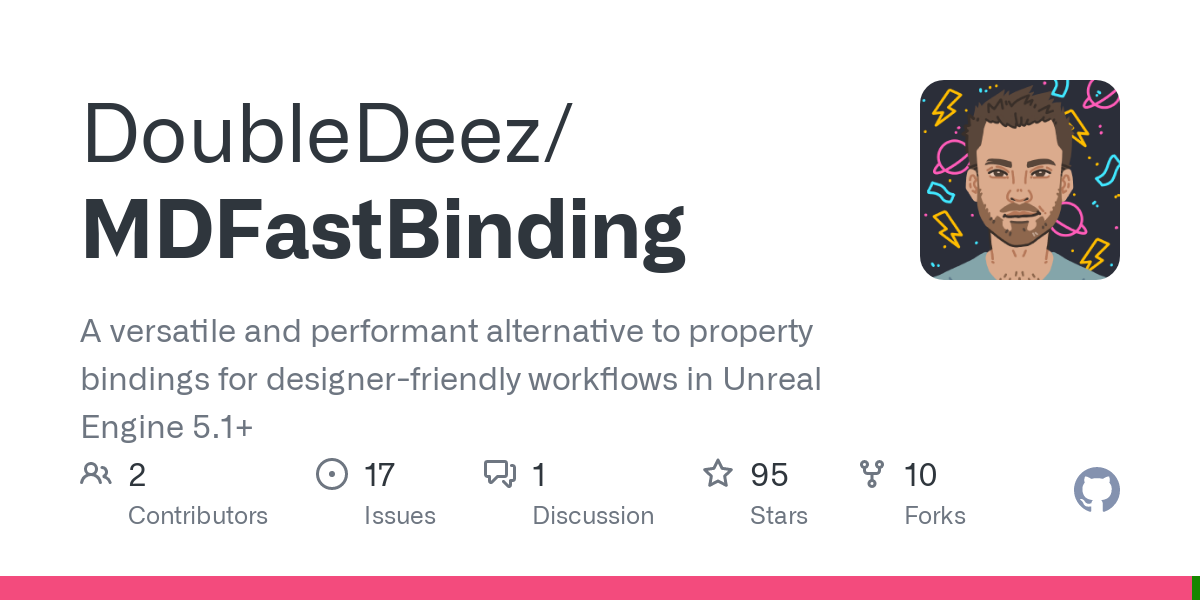 DoubleDeez/
MDFastBinding
A versatile and performant alternative to property
bindings for designer-friendly workflows in Unreal
Engine 5.1+
2 17 1 95 10
Contributors Issues Discussion Stars Forks